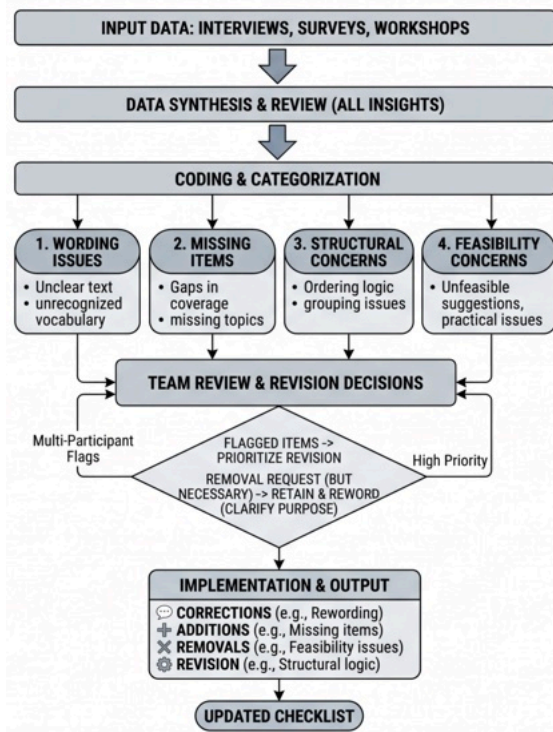 INPUT DATA: INTERVIEWS, SURVEYS, WORKSHOPS
DATA SYNTHESIS & REVIEW (ALL INSIGHTS)
CODING & CATEGORIZATION
1. WORDING
ISSUES
• Unclear text
• unrecognized
vocabulary
2. MISSING
ITEMS
• Gaps in
coverage
• missing topics
3. STRUCTURAL
CONCERNS
• Ordering logic
• grouping issues
4. FEASIBILITY
CONCERNS
• Unfeasible
suggestions,
practical issues
TEAM REVIEW & REVISION DECISIONS
Multi-Participant
Flags
FLAGGED ITEMS ->
PRIORITIZE REVISION
REMOVAL REQUEST (BUT
NECESSARY) -> RETAIN & REWORD
(CLARIFY PURPOSE)
High Priority
IMPLEMENTATION & OUTPUT
CORRECTIONS (e.g., Rewording)
ADDITIONS (e.g., Missing items)
REMOVALS (e.g., Feasibility issues)
REVISION (e.g., Structural logic)
UPDATED CHECKLIST